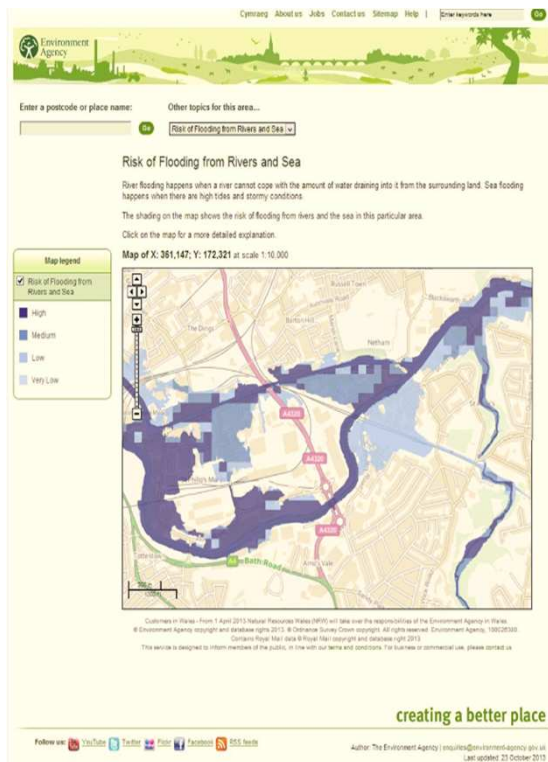 Cymraeg About us Jobs Contact us Sitemap Help | Enter keywords here Go
Environment
Agency
Enter a postcode or place name: Other topics for this area...
Go Risk of Flooding from Rivers and Sea
Risk of Flooding from Rivers and Sea
River flooding happens when a river cannot cope with the amount of water draining into it from the surrounding land. Sea flooding
happens when there are high tides and stormy conditions.
The shading on the map shows the risk of flooding from rivers and the sea in this particular area.
Click on the map for a more detailed explanation.
Map legend
Risk of Flooding from
Rivers and Sea
High
Medium
Low
Very Low
Map of X: 361,147; Y: 172,321 at scale 1:10,000
Russell Town
The Dings
Barton Hill
Netham
A4320
A4320
A4320
Bath Road
Arno's Vale
Customers in Wales - From 1 April 2013 Natural Resources Wales (NRW) will take over the responsibilities of the Environment Agency in Wales.
© Environment Agency copyright and database rights 2013. © Ordnance Survey Crown copyright. All rights reserved. Environment Agency, 100026380.
Contains Royal Mail data © Royal Mail copyright and database right 2013.
This service is designed to inform members of the public, in line with our terms and conditions. For business or commercial use, please contact us.
creating a better place
Follow us: YouTube Twitter Flickr Facebook RSS feeds
Author: The Environment Agency | enquiries@environment-agency.gov.uk
Last updated: 23 October 2013